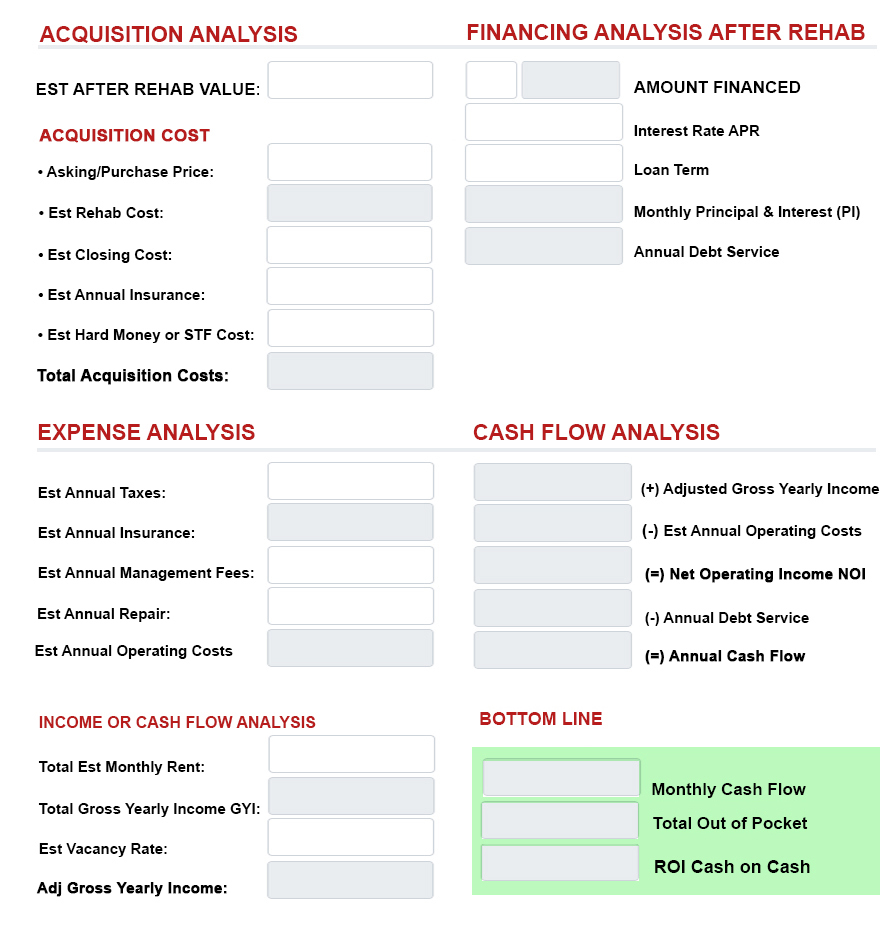 ACQUISITION ANALYSIS
EST AFTER REHAB VALUE:
ACQUISITION COST
• Asking/Purchase Price:
• Est Rehab Cost:
• Est Closing Cost:
• Est Annual Insurance:
• Est Hard Money or STF Cost:
Total Acquisition Costs:
FINANCING ANALYSIS AFTER REHAB
AMOUNT FINANCED
Interest Rate APR
Loan Term
Monthly Principal & Interest (PI)
Annual Debt Service
EXPENSE ANALYSIS
Est Annual Taxes:
Est Annual Insurance:
Est Annual Management Fees:
Est Annual Repair:
Est Annual Operating Costs
CASH FLOW ANALYSIS
(+) Adjusted Gross Yearly Income
(-) Est Annual Operating Costs
(=) Net Operating Income NOI
(-) Annual Debt Service
(=) Annual Cash Flow
INCOME OR CASH FLOW ANALYSIS
Total Est Monthly Rent:
Total Gross Yearly Income GYI:
Est Vacancy Rate:
Adj Gross Yearly Income:
BOTTOM LINE
Monthly Cash Flow
Total Out of Pocket
ROI Cash on Cash